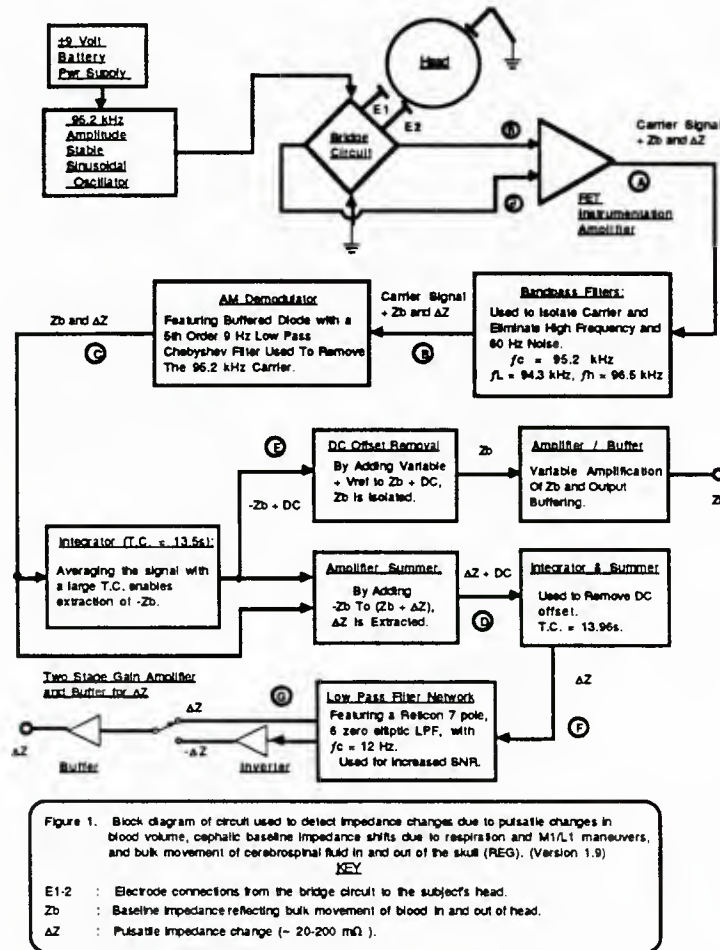 ±9 Volt
Battery
Pwr Supply
95.2 kHz
Amplitude
Stable
Sinusoidal
Oscillator
Head
E1
E2
Bridge
Circuit
FET
Instrumentation
Amplifier
Carrier Signal
+ Zb and ΔZ
A
Bandpass Filters:
Used to Isolate Carrier and
Eliminate High Frequency and
60 Hz Noise.
fc = 95.2 kHz
fL = 94.3 kHz, fh = 96.5 kHz
Carrier Signal
+ Zb and ΔZ
B
AM Demodulator
Featuring Buffered Diode with a
5th Order 9 Hz Low Pass
Chebyshev Filter Used To Remove
The 95.2 kHz Carrier.
Zb and ΔZ
C
E
-Zb + DC
DC Offset Removal
By Adding Variable
+ Vref to Zb + DC,
Zb is Isolated.
Zb
Amplifier / Buffer
Variable Amplification
Of Zb and Output
Buffering.
Integrator (T.C. = 13.5s):
Averaging the signal with
a large T.C. enables
extraction of -Zb.
Amplifier Summer
By Adding
-Zb To (Zb + ΔZ),
ΔZ is Extracted.
ΔZ + DC
D
Integrator & Summer
Used to Remove DC
offset.
T.C. = 13.96s.
ΔZ
F
Low Pass Filter Network
Featuring a Reticon 7 pole,
6 zero elliptic LPF, with
fc = 12 Hz.
Used for Increased SNR.
G
Two Stage Gain Amplifier
and Buffer for ΔZ
ΔZ
-ΔZ
Inverter
Buffer
ΔZ
Figure 1. Block diagram of circuit used to detect impedance changes due to pulsatile changes in
blood volume, cephalic baseline impedance shifts due to respiration and M1/L1 maneuvers,
and bulk movement of cerebrospinal fluid in and out of the skull (REG). (Version 1.9)
KEY
E1-2 : Electrode connections from the bridge circuit to the subject's head.
Zb : Baseline impedance reflecting bulk movement of blood in and out of head.
ΔZ : Pulsatile impedance change (~ 20-200 mΩ ).